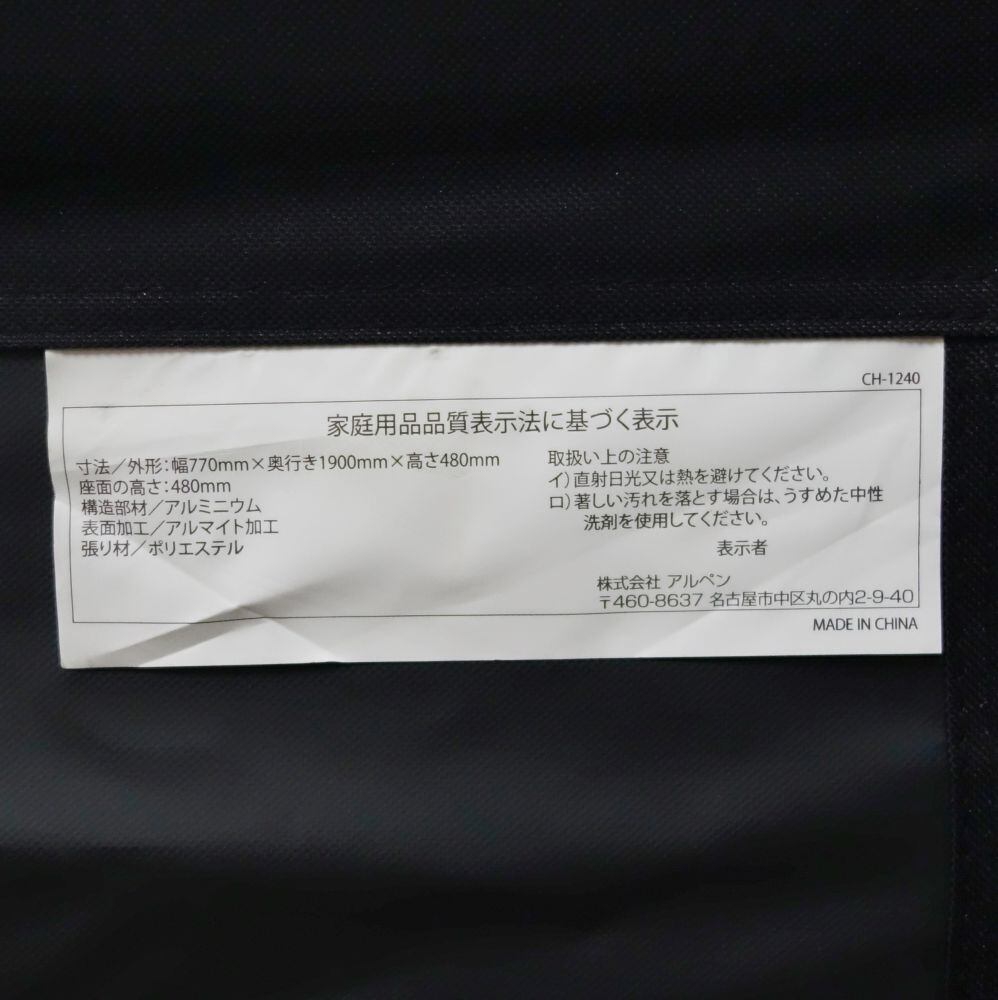 CH-1240
家庭用品品質表示法に基づく表示
寸法／外形：幅770mm×奥行き1900mm×高さ480mm
座面の高さ：480mm
構造部材／アルミニウム
表面加工／アルマイト加工
張り材／ポリエステル
取扱い上の注意
イ）直射日光又は熱を避けてください。
ロ）著しい汚れを落とす場合は、うすめた中性
洗剤を使用してください。
表示者
株式会社 アルペン
〒460-8637 名古屋市中区丸の内2-9-40
MADE IN CHINA